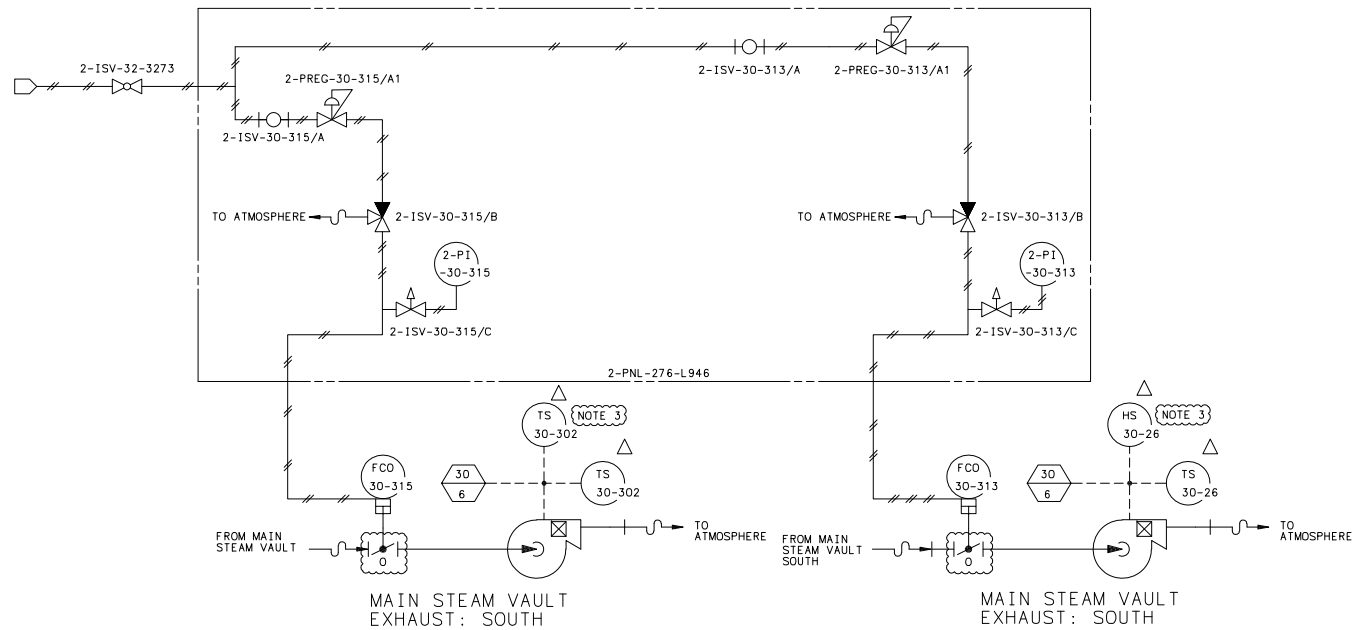 2-ISV-32-3273
2-PREG-30-315/A1
2-ISV-30-315/A
2-ISV-30-313/A
2-PREG-30-313/A1
TO ATMOSPHERE
2-ISV-30-315/B
TO ATMOSPHERE
2-ISV-30-313/B
2-PI
-30-315
2-PI
-30-313
2-ISV-30-315/C
2-ISV-30-313/C
2-PNL-276-L946
TS
30-302
NOTE 3
HS
30-26
NOTE 3
FCO
30-315
30
6
TS
30-302
FCO
30-313
30
6
TS
30-26
FROM MAIN
STEAM VAULT
O
TO
ATMOSPHERE
FROM MAIN
STEAM VAULT
SOUTH
O
TO
ATMOSPHERE
MAIN STEAM VAULT
EXHAUST: SOUTH
MAIN STEAM VAULT
EXHAUST: SOUTH